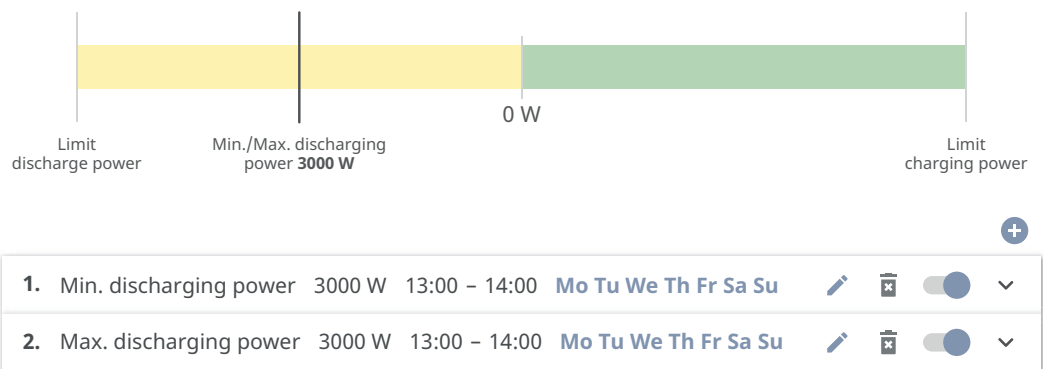 0 W
Limit
discharge power
Min./Max. discharging
power 3000 W
Limit
charging power
1. Min. discharging power 3000 W 13:00 – 14:00 Mo Tu We Th Fr Sa Su
2. Max. discharging power 3000 W 13:00 – 14:00 Mo Tu We Th Fr Sa Su